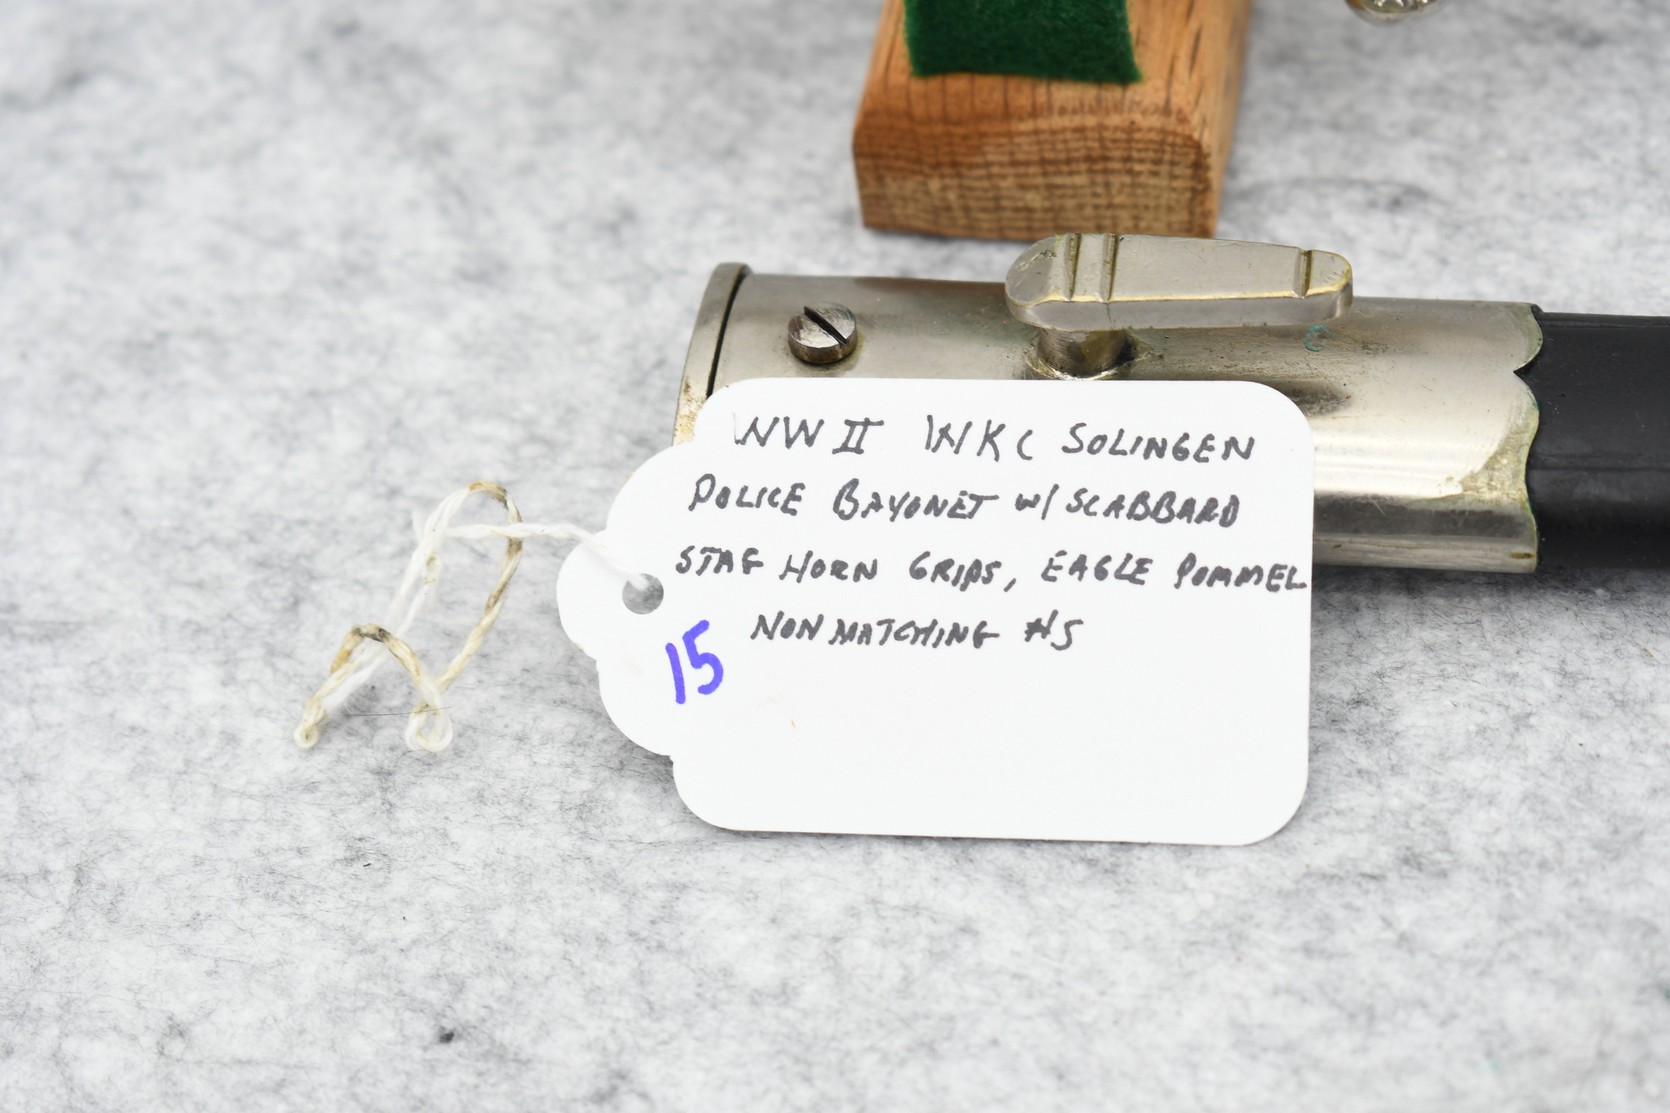 WW II WKC SOLINGEN
POLICE BAYONET W/ SCABBARD
STAG HORN GRIPS, EAGLE POMMEL
NON MATCHING #S
15